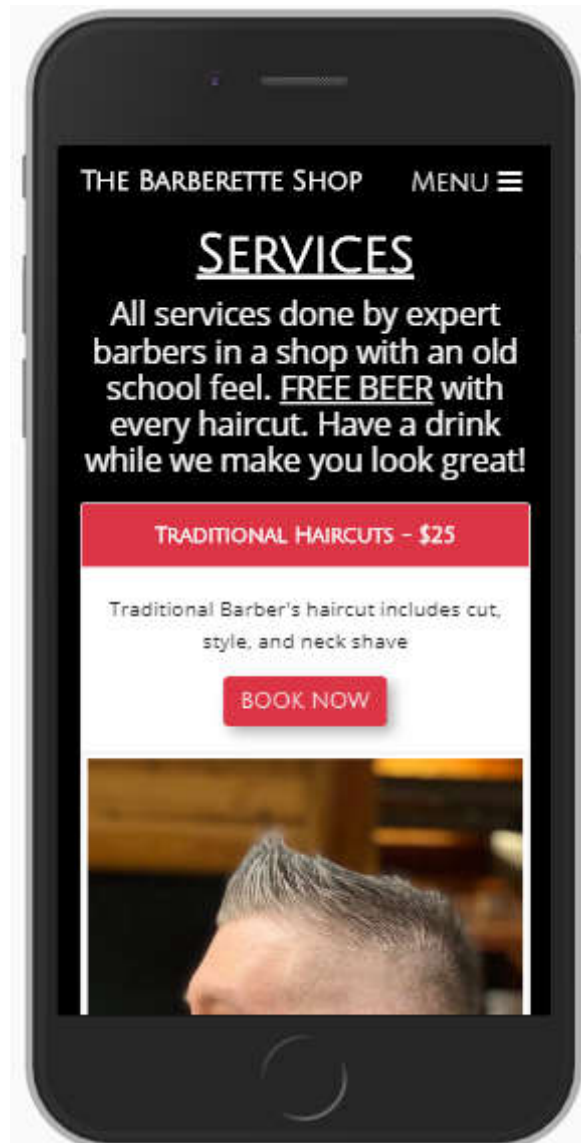 THE BARBERETTE SHOP MENU
SERVICES
All services done by expert
barbers in a shop with an old
school feel. FREE BEER with
every haircut. Have a drink
while we make you look great!
TRADITIONAL HAIRCUTS - $25
Traditional Barber's haircut includes cut,
style, and neck shave
BOOK NOW